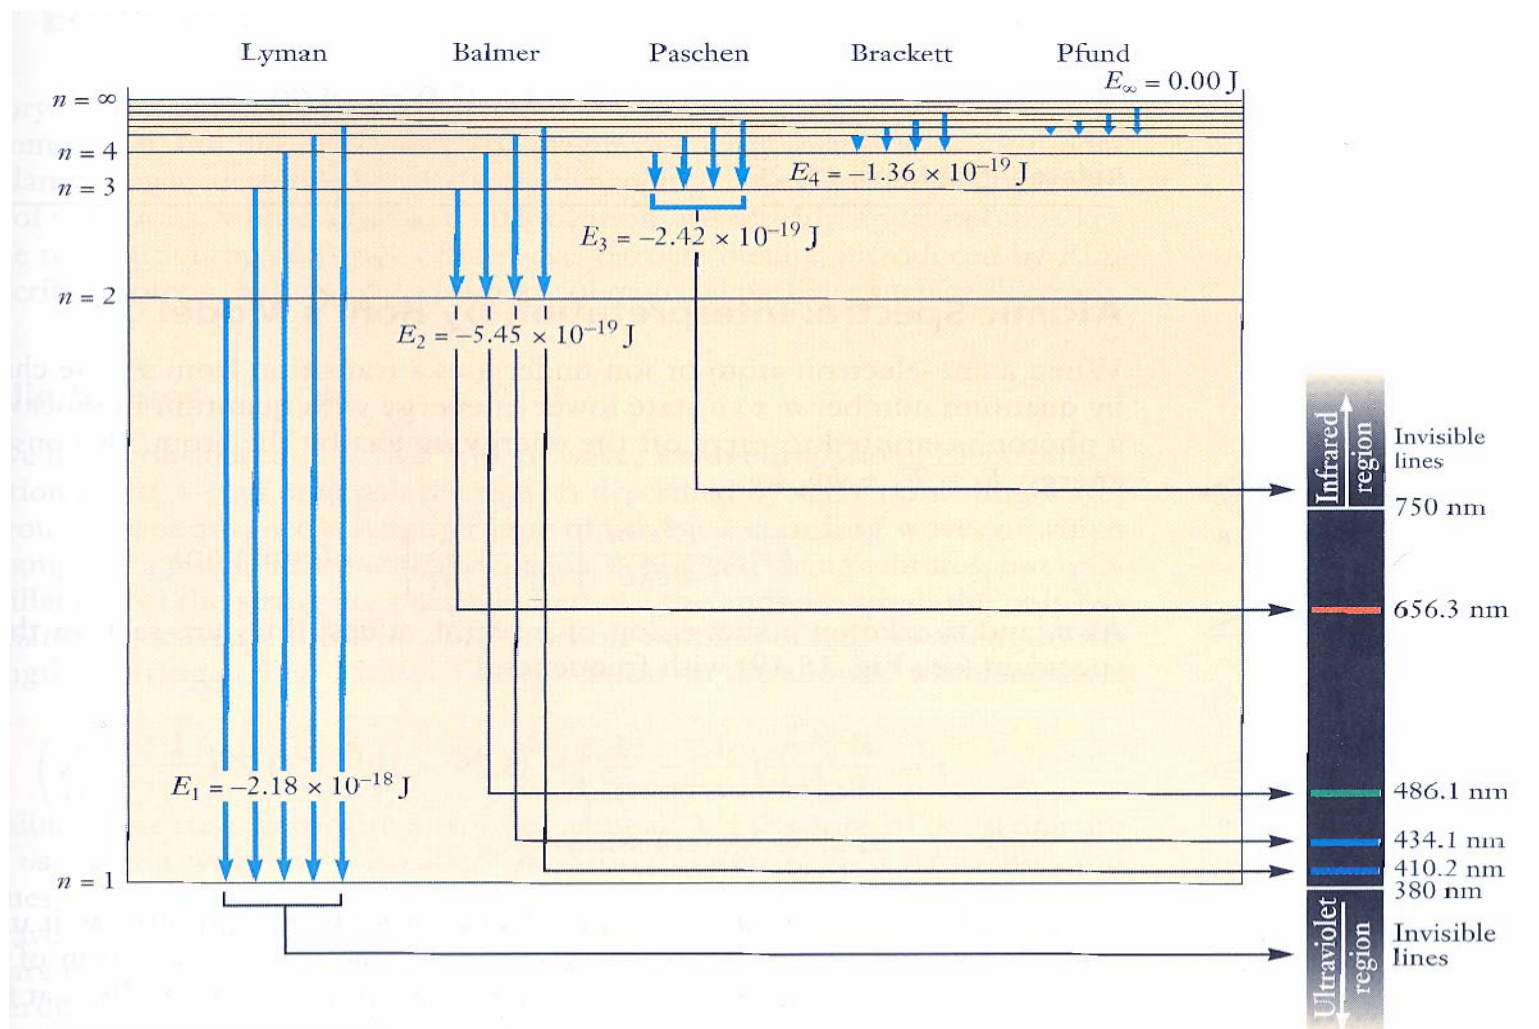 Lyman Balmer Paschen Brackett Pfund
E∞ = 0.00 J
n = ∞
n = 4
E4 = −1.36 × 10−19 J
n = 3
E3 = −2.42 × 10−19 J
n = 2
E2 = −5.45 × 10−19 J
Infrared
region
Invisible
lines
750 nm
656.3 nm
E1 = −2.18 × 10−18 J
486.1 nm
434.1 nm
410.2 nm
n = 1
380 nm
Ultraviolet
region
Invisible
lines